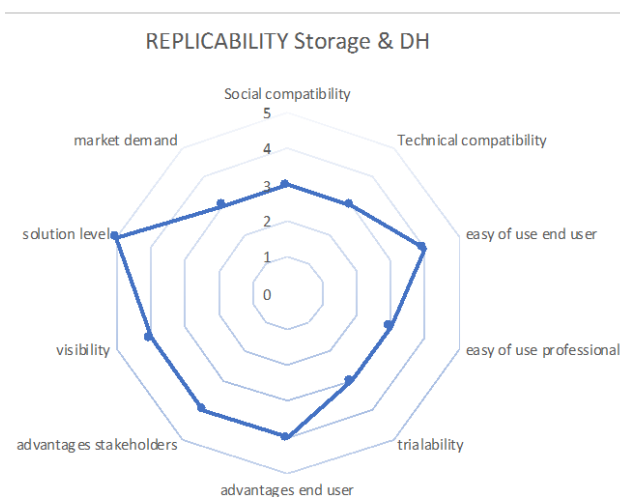 REPLICABILITY Storage & DH
Social compatibility
5
market demand
Technical compatibility
4
3
solution level
2
easy of use end user
1
0
visibility
easy of use professional
advantages stakeholders
trialability
advantages end user